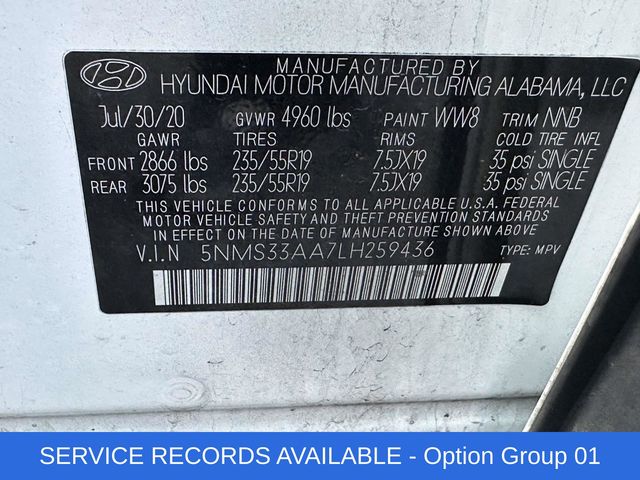 MANUFACTURED BY
HYUNDAI MOTOR MANUFACTURING ALABAMA, LLC
Jul/30/20 GVWR 4960 lbs PAINT WW8 TRIM NNB
GAWR TIRES RIMS COLD TIRE INFL
FRONT 2866 lbs 235/55R19 7.5JX19 35 psi SINGLE
REAR 3075 lbs 235/55R19 7.5JX19 35 psi SINGLE
THIS VEHICLE CONFORMS TO ALL APPLICABLE U.S.A. FEDERAL
MOTOR VEHICLE SAFETY AND THEFT PREVENTION STANDARDS
IN EFFECT ON THE DATE OF MANUFACTURE SHOWN ABOVE
V.I.N 5NMS33AA7LH259436 TYPE: MPV
SERVICE RECORDS AVAILABLE - Option Group 01